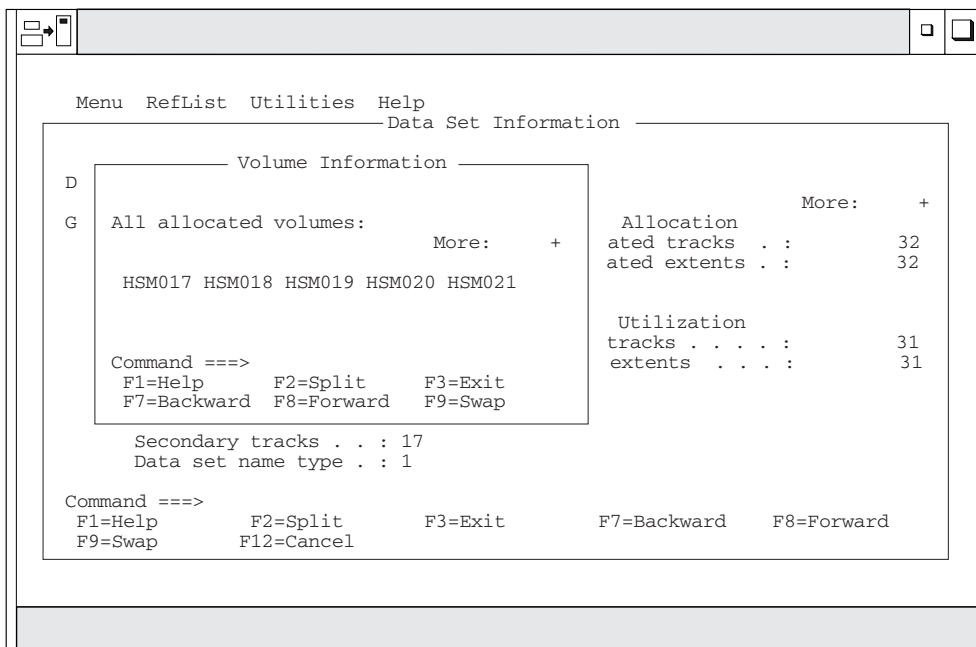 Menu RefList Utilities Help
Data Set Information
Volume Information
D
More: +
G All allocated volumes: Allocation
More: + ated tracks . : 32
ated extents . : 32
HSM017 HSM018 HSM019 HSM020 HSM021
Utilization
tracks . . . . : 31
Command ===> extents . . . : 31
F1=Help F2=Split F3=Exit
F7=Backward F8=Forward F9=Swap
Secondary tracks . . : 17
Data set name type . : 1
Command ===>
F1=Help F2=Split F3=Exit F7=Backward F8=Forward
F9=Swap F12=Cancel